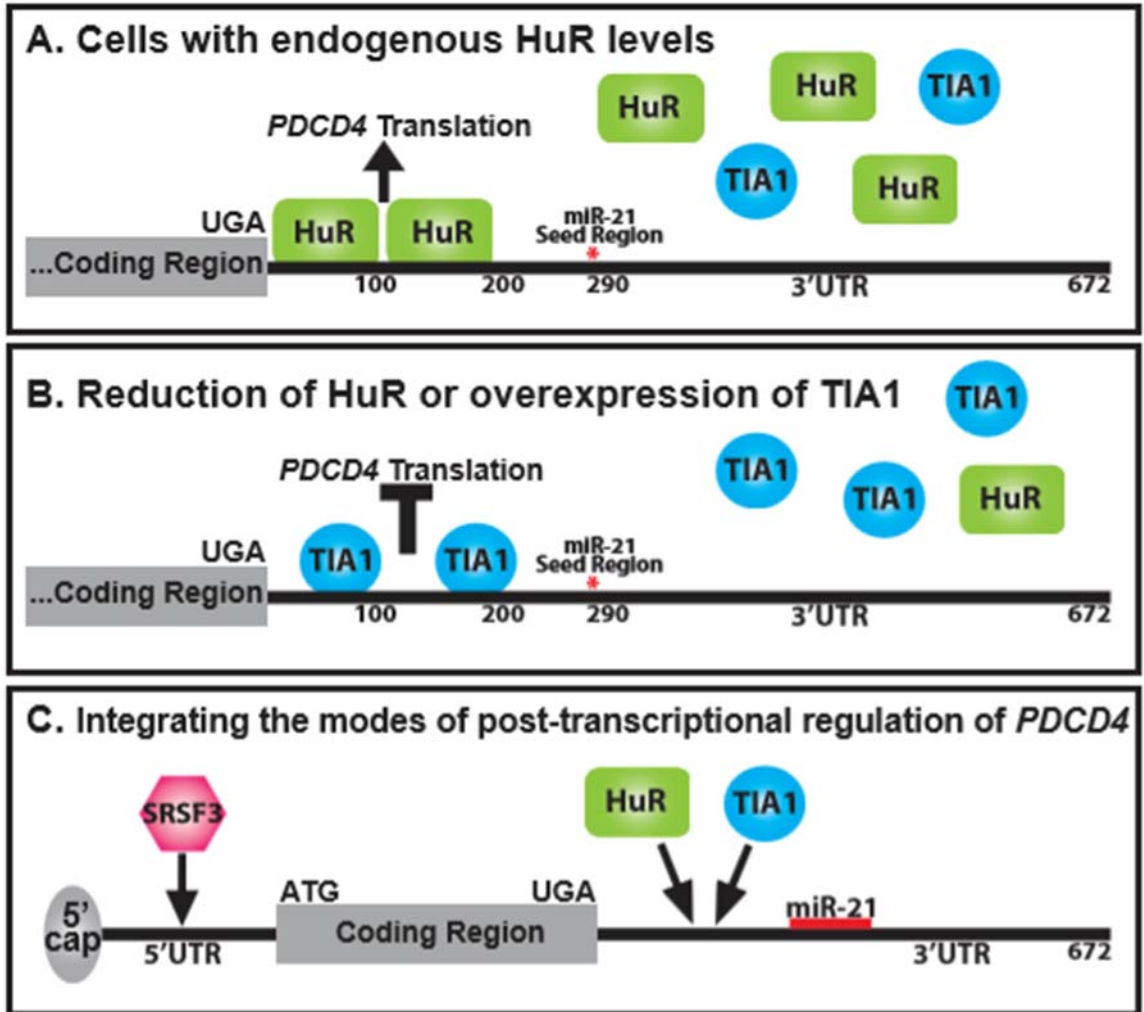 A. Cells with endogenous HuR levels
HuR
HuR
TIA1
PDCD4 Translation
TIA1
HuR
UGA
HuR
HuR
miR-21
Seed Region
*
...Coding Region
100
200
290
3'UTR
672
B. Reduction of HuR or overexpression of TIA1
TIA1
PDCD4 Translation
TIA1
TIA1
HuR
UGA
TIA1
TIA1
miR-21
Seed Region
*
...Coding Region
100
200
290
3'UTR
672
C. Integrating the modes of post-transcriptional regulation of PDCD4
SRSF3
HuR
TIA1
5'
cap
ATG
UGA
miR-21
Coding Region
5'UTR
3'UTR
672